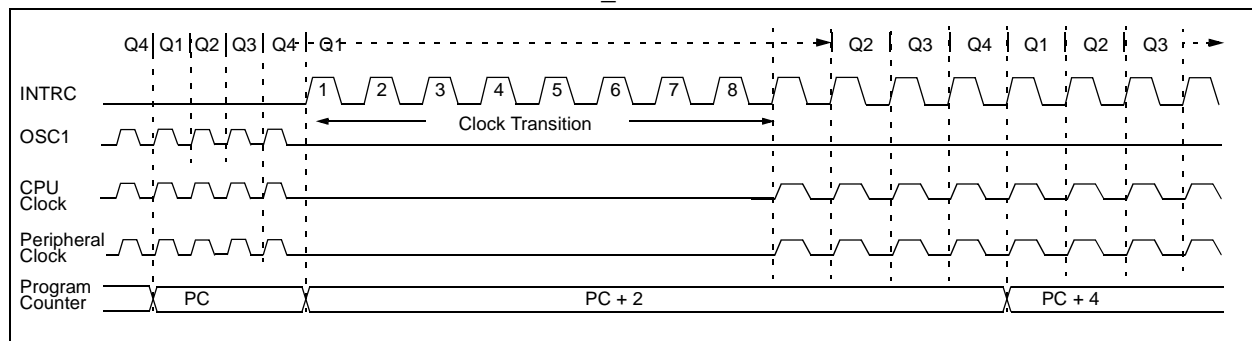 Q4 Q1 Q2 Q3 Q4 Q1 Q2 Q3 Q4 Q1 Q2 Q3
INTRC 1 2 3 4 5 6 7 8
Clock Transition
OSC1
CPU
Clock
Peripheral
Clock
Program
Counter PC PC + 2 PC + 4